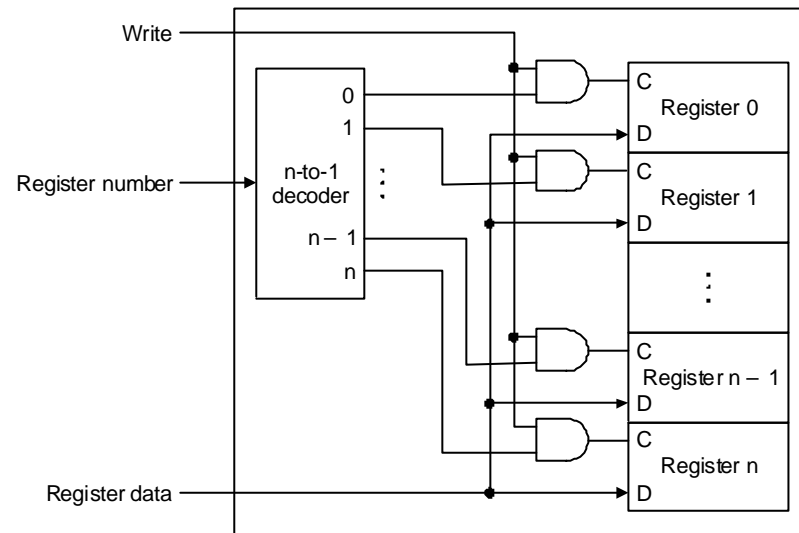 Write
0
1
n-to-1
decoder
n – 1
n
Register number
Register data
C
Register 0
D
C
Register 1
D
C
Register n – 1
D
C
Register n
D